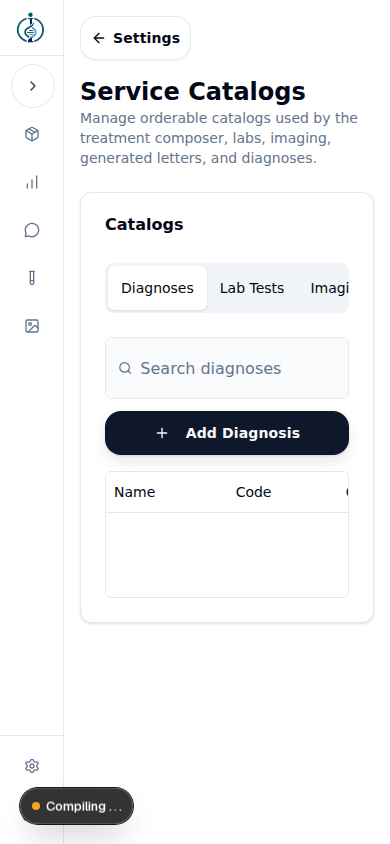 Settings
Service Catalogs
Manage orderable catalogs used by the
treatment composer, labs, imaging,
generated letters, and diagnoses.
Catalogs
Diagnoses Lab Tests Imagi
Search diagnoses
+ Add Diagnosis
Name Code
Compiling ...